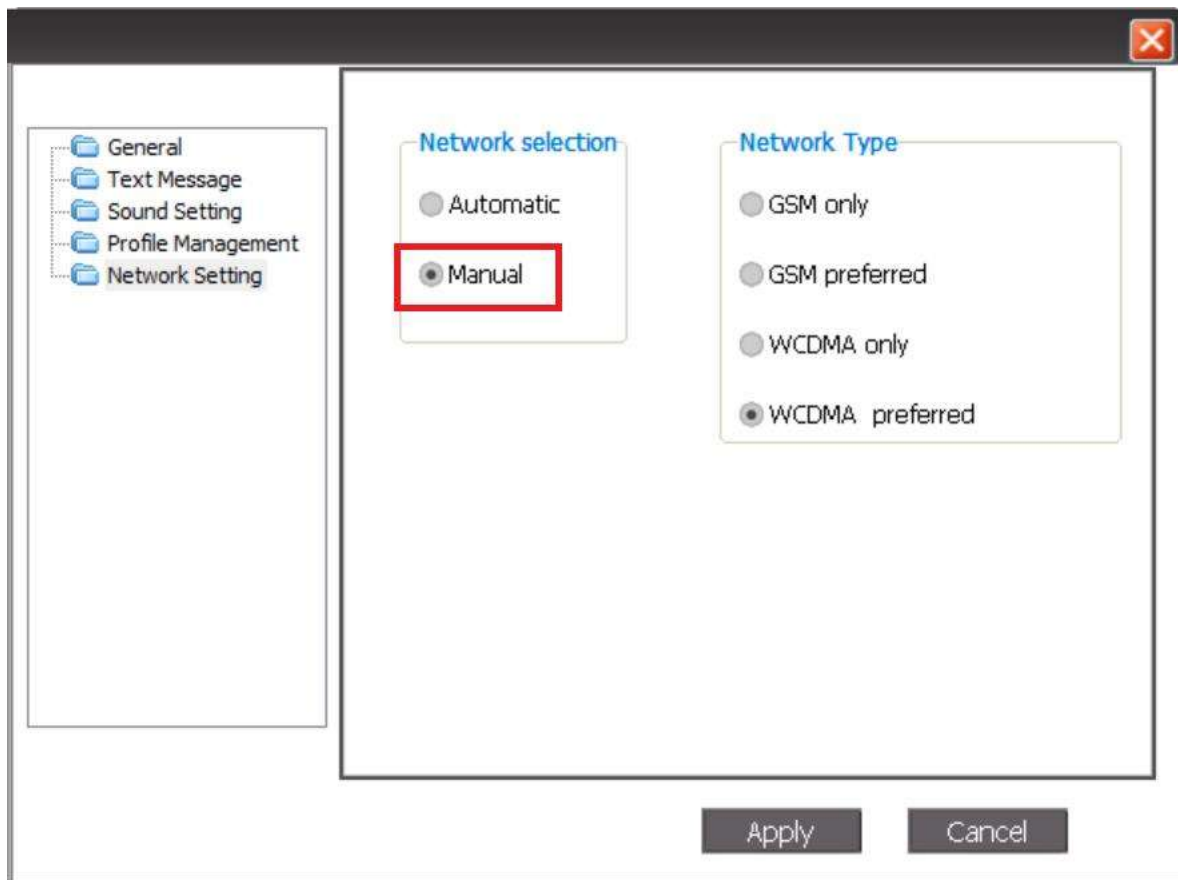 General
Text Message
Sound Setting
Profile Management
Network Setting
Network selection
Automatic
Manual
Network Type
GSM only
GSM preferred
WCDMA only
WCDMA preferred
Apply
Cancel